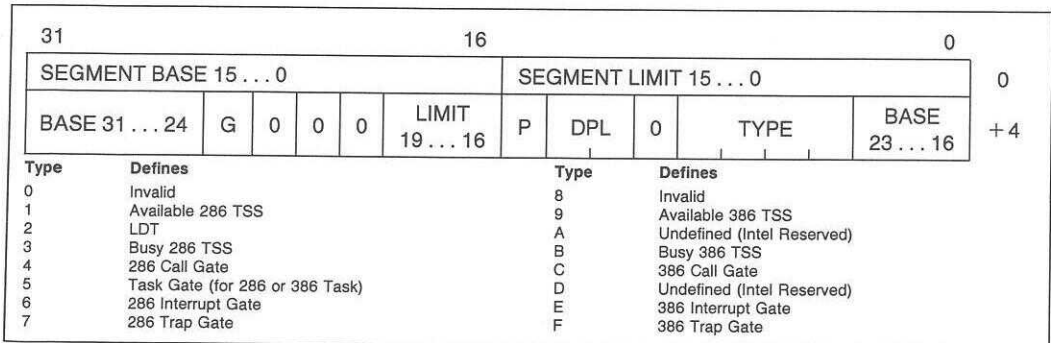 31 16 0
SEGMENT BASE 15 . . . 0 SEGMENT LIMIT 15 . . . 0 0
BASE 31 . . . 24 G 0 0 0 LIMIT 19 . . . 16 P DPL 0 TYPE BASE 23 . . . 16 +4
Type Defines Type Defines
0 Invalid 8 Invalid
1 Available 286 TSS 9 Available 386 TSS
2 LDT A Undefined (Intel Reserved)
3 Busy 286 TSS B Busy 386 TSS
4 286 Call Gate C 386 Call Gate
5 Task Gate (for 286 or 386 Task) D Undefined (Intel Reserved)
6 286 Interrupt Gate E 386 Interrupt Gate
7 286 Trap Gate F 386 Trap Gate